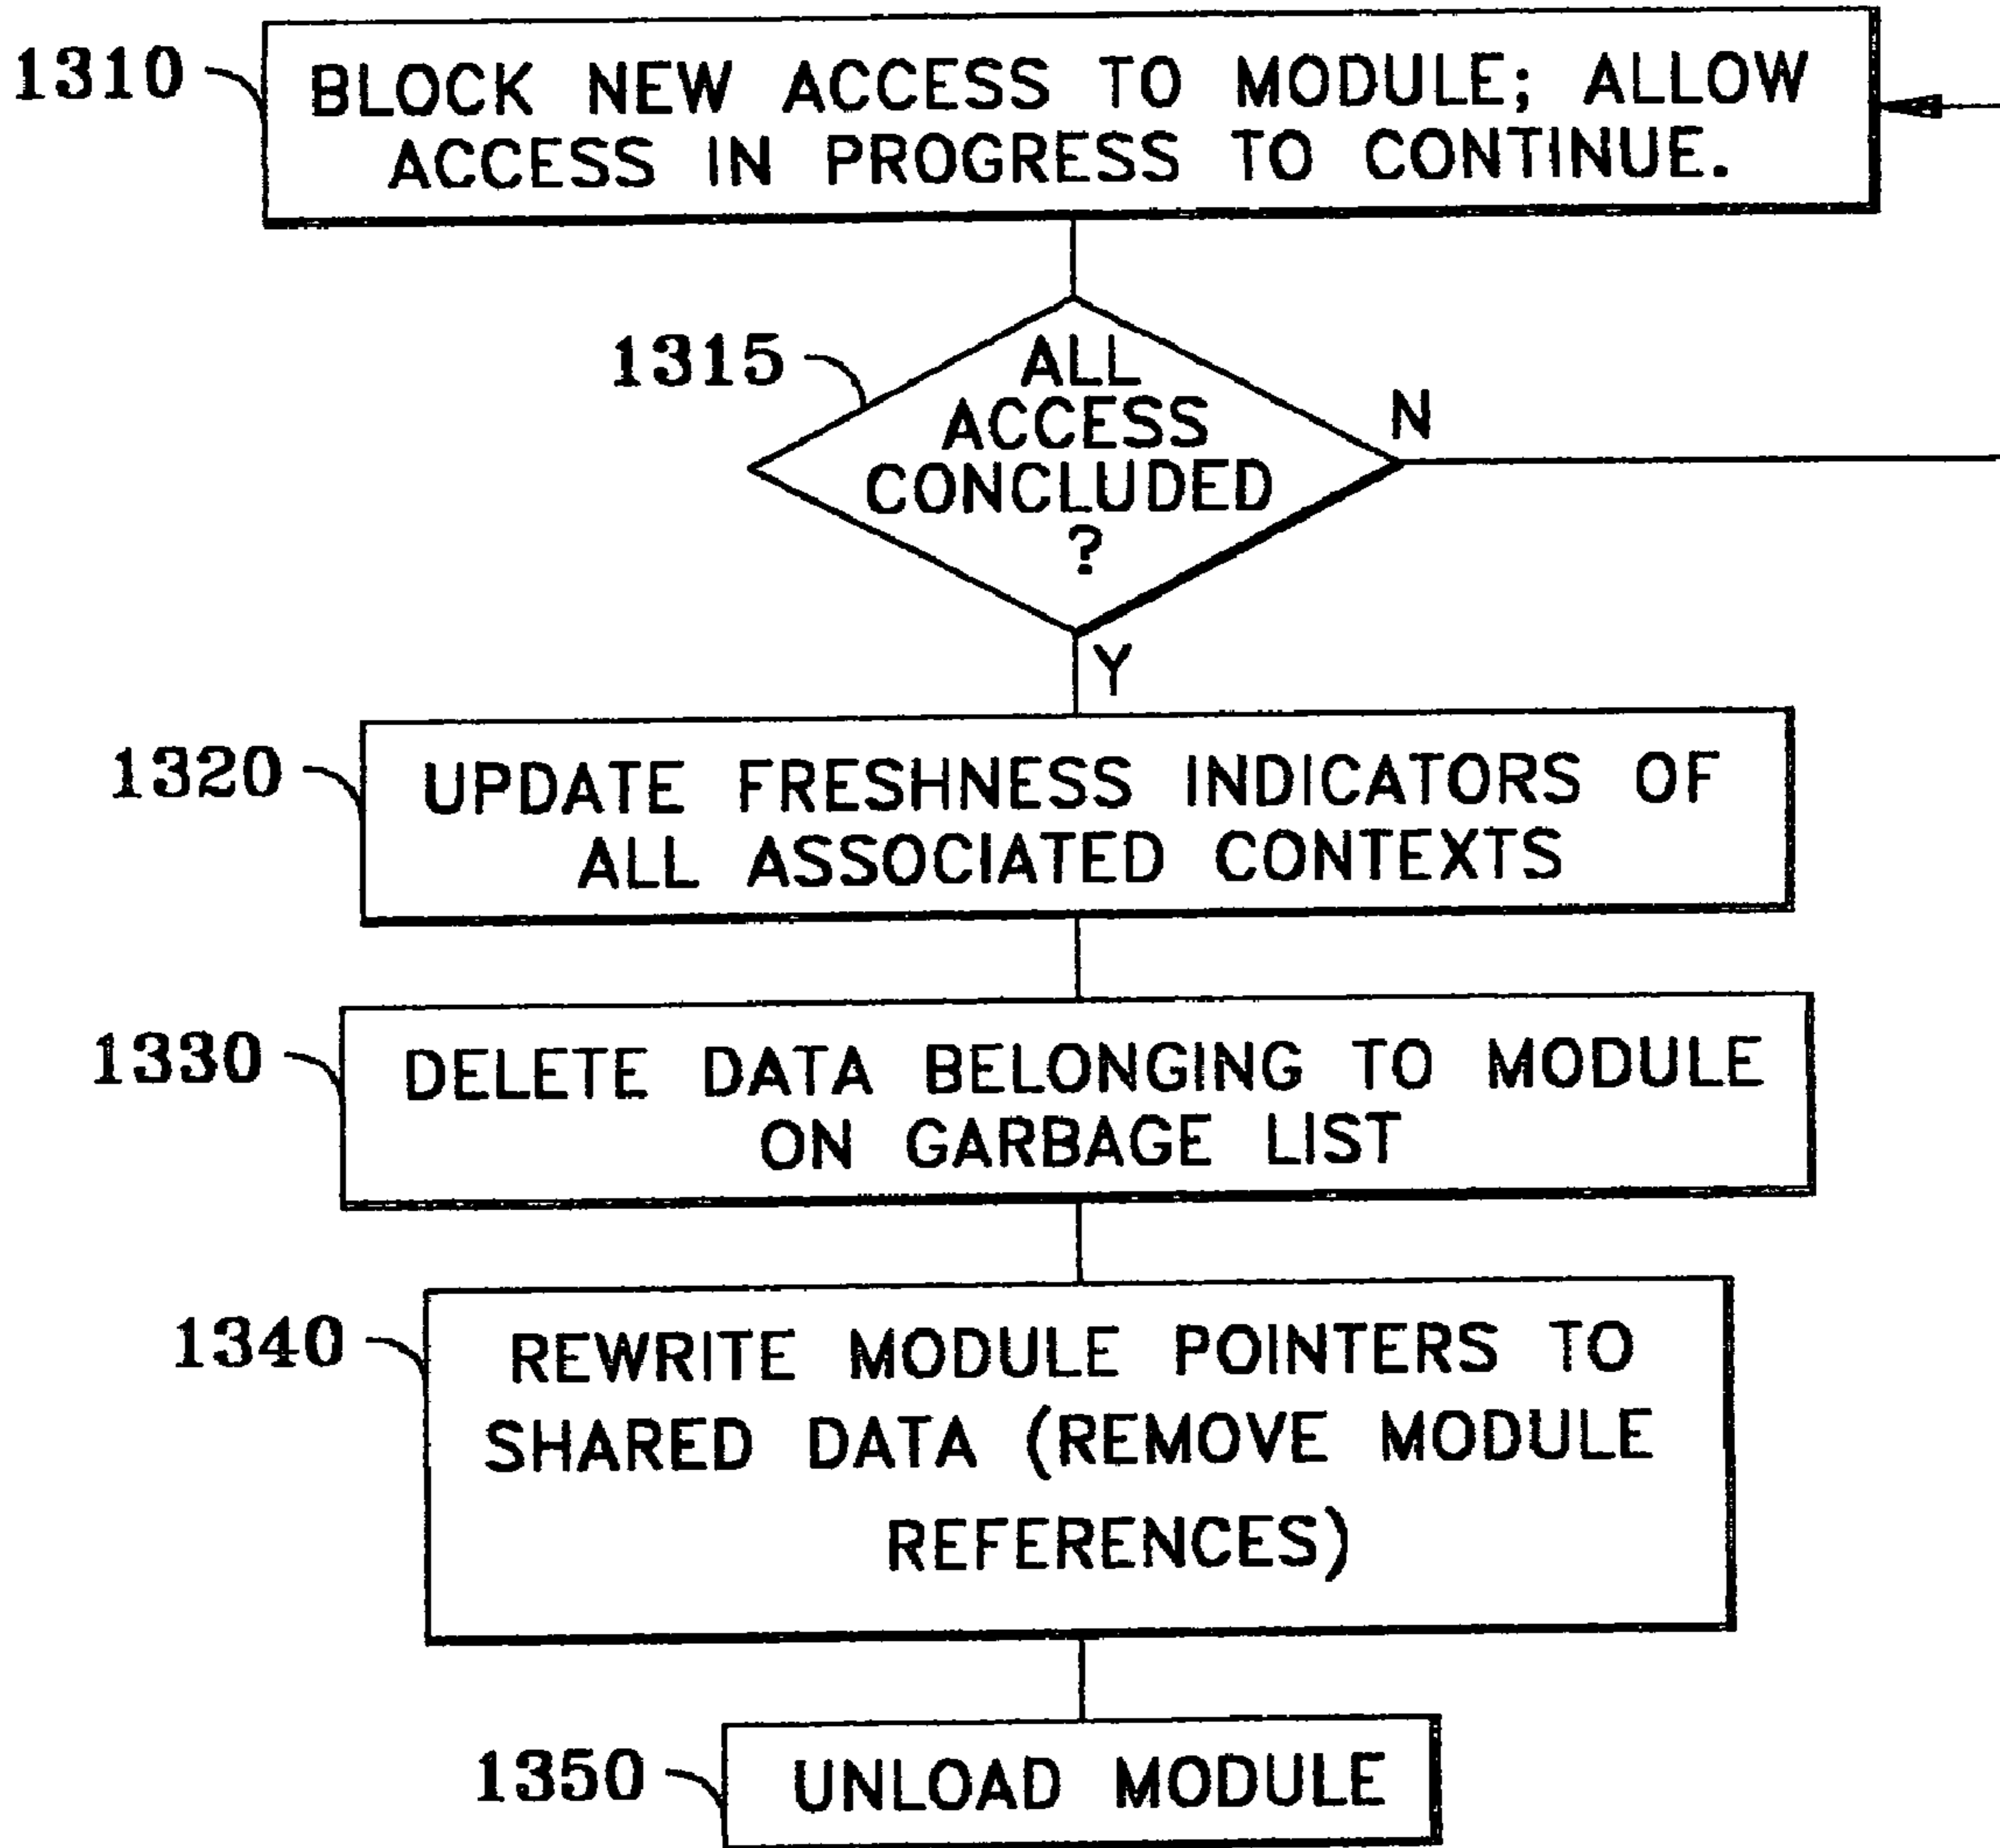 1310
BLOCK NEW ACCESS TO MODULE; ALLOW
ACCESS IN PROGRESS TO CONTINUE.
1315
ALL
ACCESS
CONCLUDED
?
N
Y
1320
UPDATE FRESHNESS INDICATORS OF
ALL ASSOCIATED CONTEXTS
1330
DELETE DATA BELONGING TO MODULE
ON GARBAGE LIST
1340
REWRITE MODULE POINTERS TO
SHARED DATA (REMOVE MODULE
REFERENCES)
1350
UNLOAD MODULE